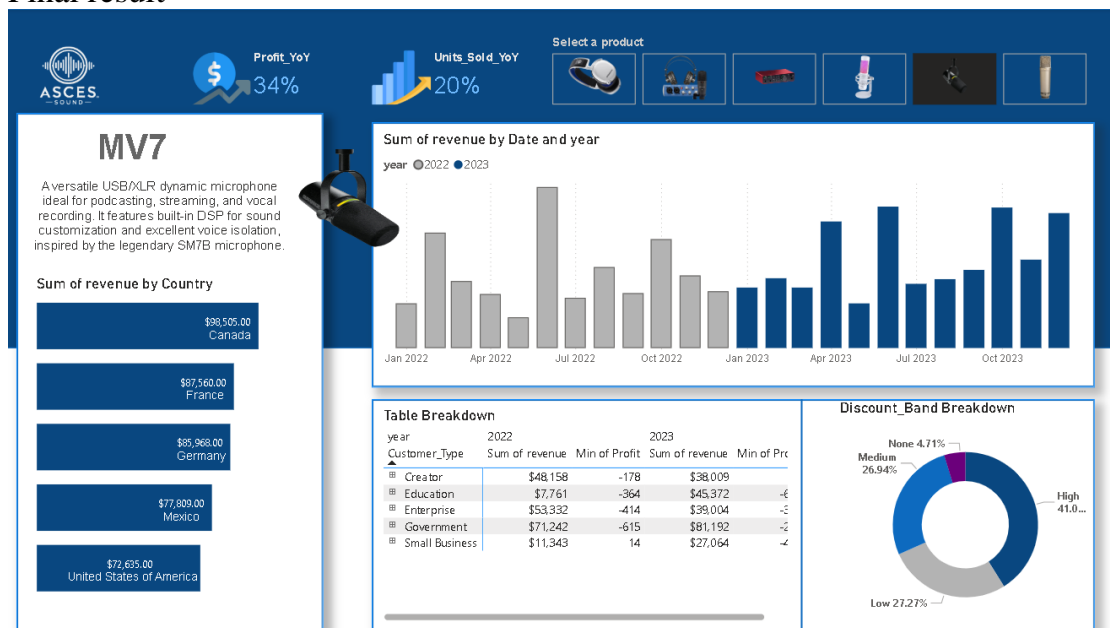 Final result
ASCES
SOUND
Profit_YoY
34%
Units_Sold_YoY
20%
Select a product
MV7
A versatile USB/XLR dynamic microphone
ideal for podcasting, streaming, and vocal
recording. It features built-in DSP for sound
customization and excellent voice isolation,
inspired by the legendary SM7B microphone.
Sum of revenue by Country
$98,505.00
Canada
$87,560.00
France
$85,968.00
Germany
$77,809.00
Mexico
$72,635.00
United States of America
Sum of revenue by Date and year
year 2022 2023
Jan 2022 Apr 2022 Jul 2022 Oct 2022 Jan 2023 Apr 2023 Jul 2023 Oct 2023
Table Breakdown
year 2022 2023
Customer_Type Sum of revenue Min of Profit Sum of revenue Min of Pro
Creator $48,158 -178 $38,009
Education $7,761 -364 $45,372
Enterprise $53,332 -414 $39,004
Government $71,242 -615 $81,192
Small Business $11,343 14 $27,064
Discount_Band Breakdown
None 4.71%
Medium
26.94%
High
41.0...
Low 27.27%